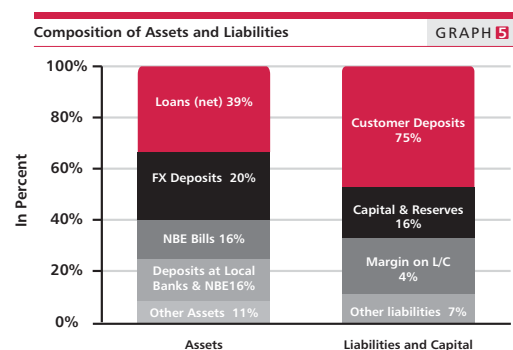 Composition of Assets and Liabilities
GRAPH 5
In Percent
100%
80%
60%
40%
20%
0%
Loans (net) 39%
FX Deposits 20%
NBE Bills 16%
Deposits at Local
Banks & NBE16%
Other Assets 11%
Customer Deposits
75%
Capital & Reserves
16%
Margin on L/C
4%
Other liabilities 7%
Assets
Liabilities and Capital